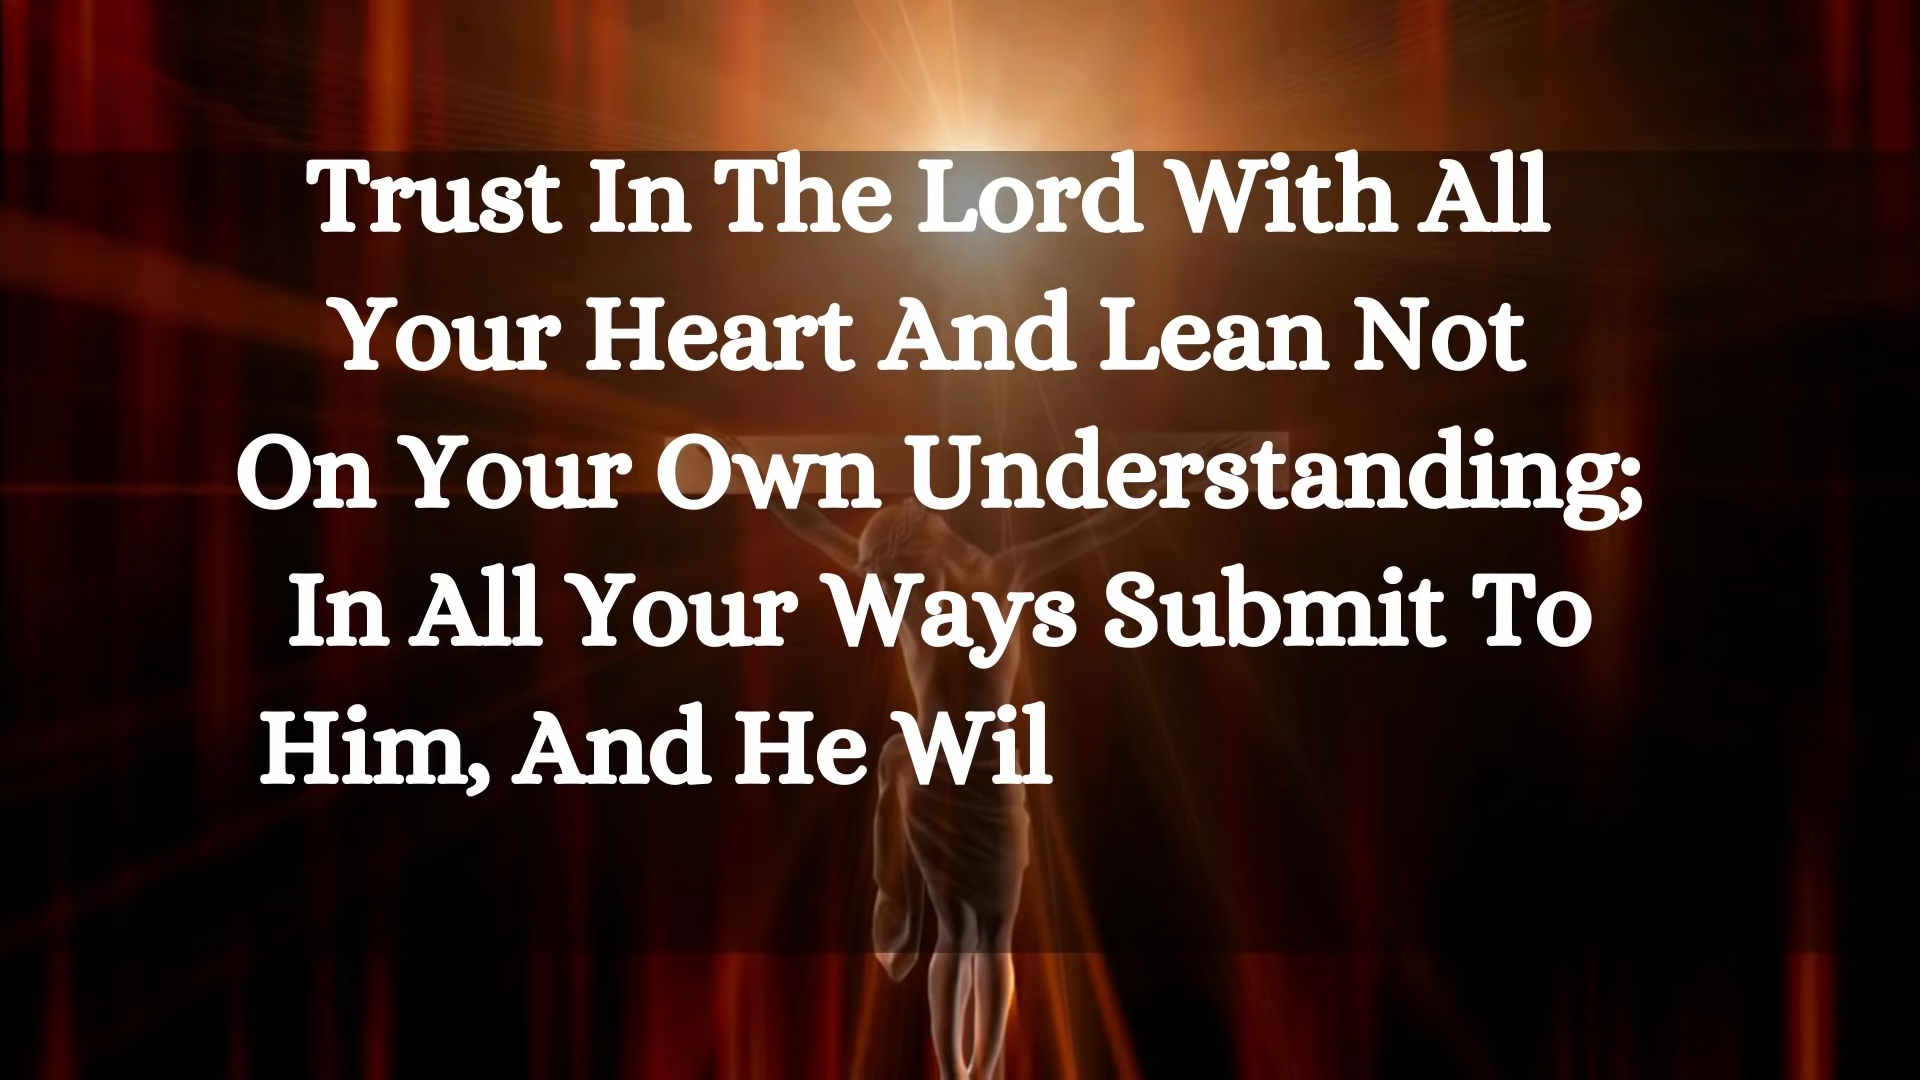 Trust In The Lord With All
Your Heart And Lean Not
On Your Own Understanding;
In All Your Ways Submit To
Him, And He Wil